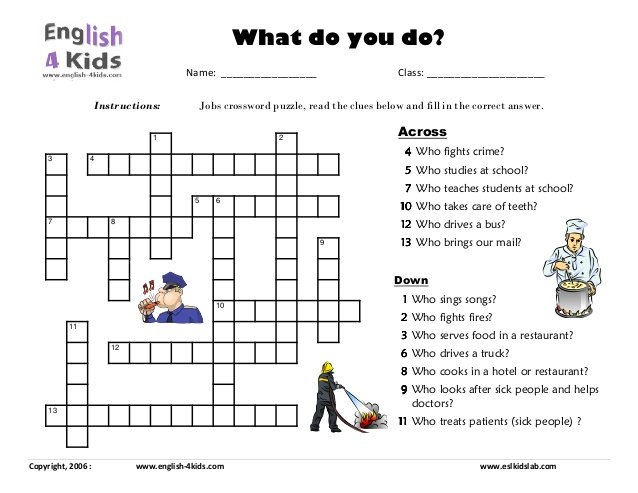 English
4 Kids
www.english-4kids.com
What do you do?
Name: _________________ Class: _____________________
Instructions: Jobs crossword puzzle, read the clues below and fill in the correct answer.
1 2
3 4
5 6
7 8
9
10
11
12
13
Across
4 Who fights crime?
5 Who studies at school?
7 Who teaches students at school?
10 Who takes care of teeth?
12 Who drives a bus?
13 Who brings our mail?
Down
1 Who sings songs?
2 Who fights fires?
3 Who serves food in a restaurant?
6 Who drives a truck?
8 Who cooks in a hotel or restaurant?
9 Who looks after sick people and helps
doctors?
11 Who treats patients (sick people) ?
Copyright, 2006 : www.english-4kids.com www.eslkidslab.com